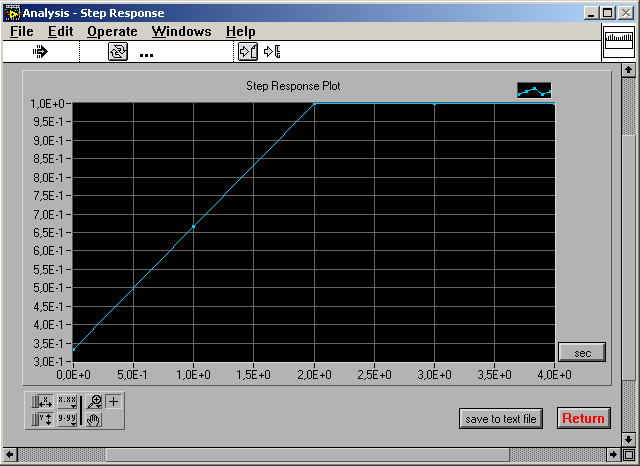 Analysis - Step Response
File Edit Operate Windows Help
...
Step Response Plot
1,0E+0
9,5E-1
9,0E-1
8,5E-1
8,0E-1
7,5E-1
7,0E-1
6,5E-1
6,0E-1
5,5E-1
5,0E-1
4,5E-1
4,0E-1
3,5E-1
3,0E-1
0,0E+0 5,0E-1 1,0E+0 1,5E+0 2,0E+0 2,5E+0 3,0E+0 3,5E+0 4,0E+0
sec
X x.xx
Y y.yy
save to text file
Return